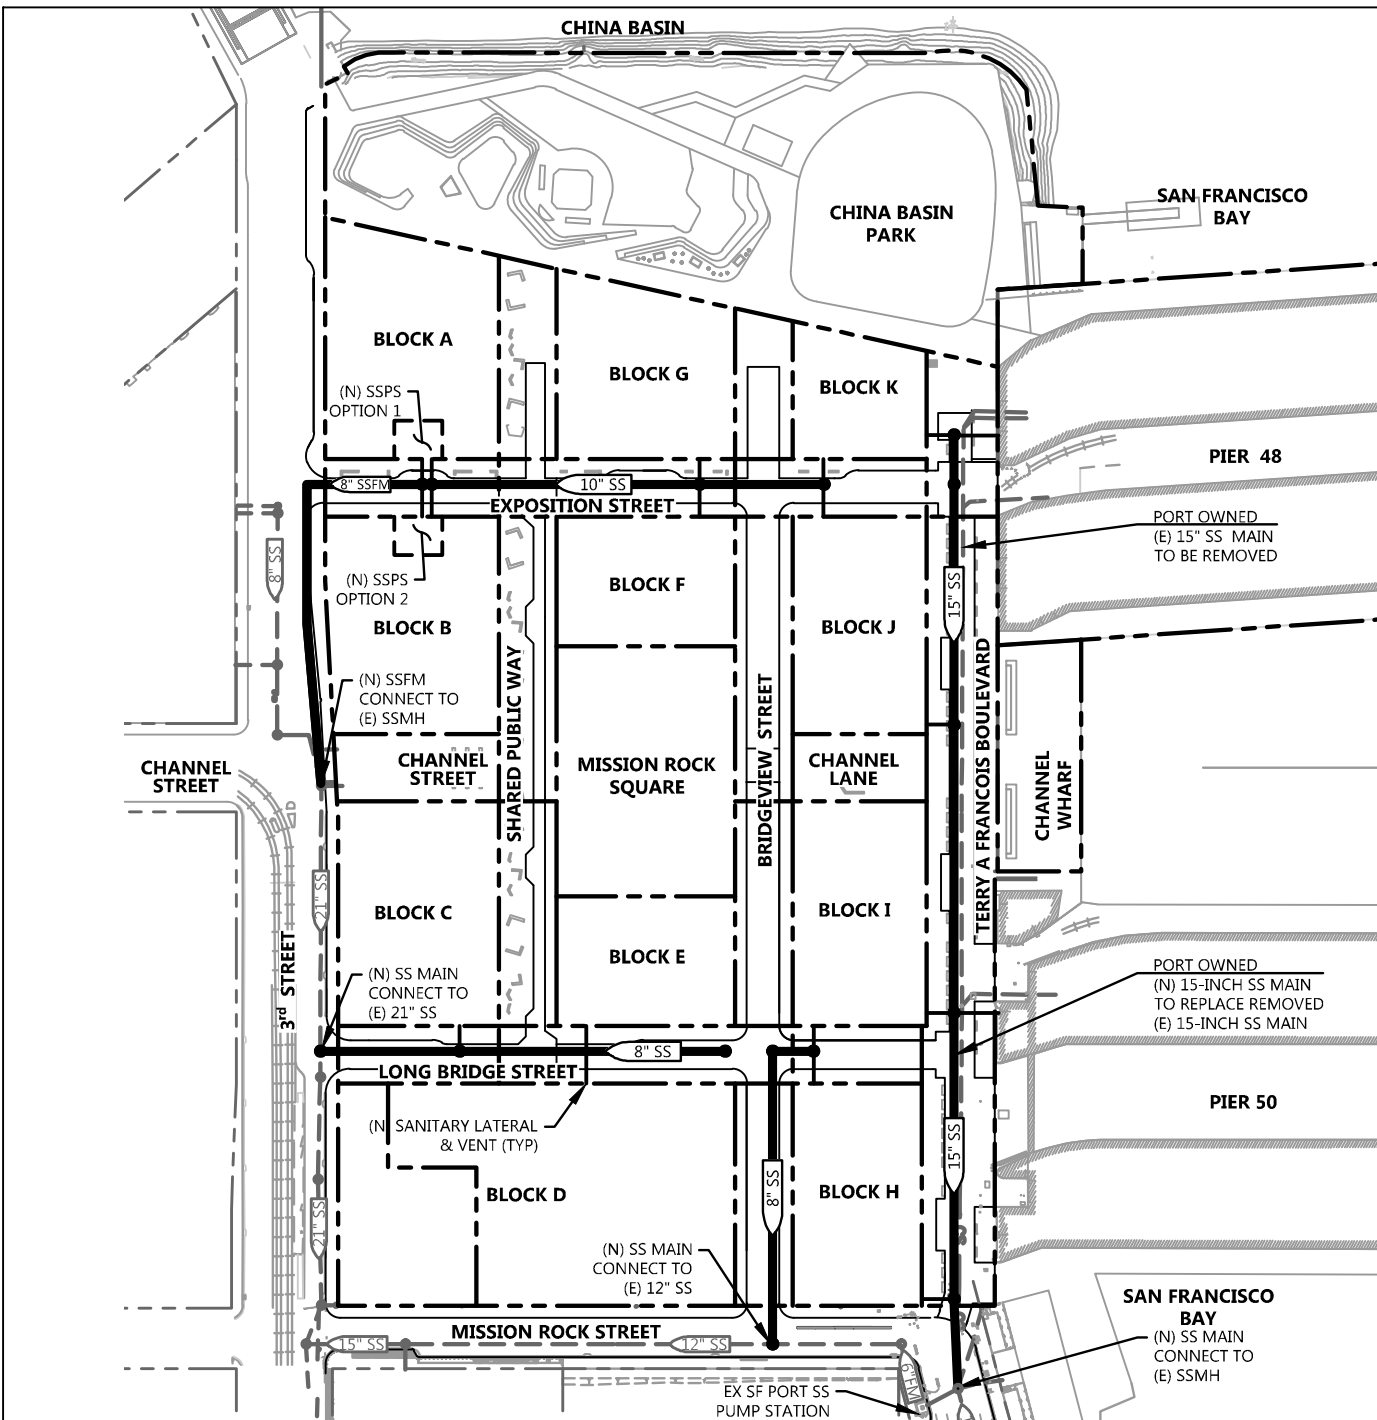 CHINA BASIN
SAN FRANCISCO
BAY
CHINA BASIN
PARK
BLOCK A
BLOCK G
BLOCK K
(N) SSPS
OPTION 1
PIER 48
8" SSFM
10" SS
EXPOSITION STREET
PORT OWNED
(E) 15" SS MAIN
TO BE REMOVED
8" SS
(N) SSPS
OPTION 2
BLOCK F
15" SS
BLOCK B
BLOCK J
(N) SSFM
CONNECT TO
(E) SSMH
SHARED PUBLIC WAY
BRIDGEVIEW STREET
TERRY A FRANCOIS BOULEVARD
CHANNEL
STREET
CHANNEL
STREET
MISSION ROCK
SQUARE
CHANNEL
LANE
CHANNEL
WHARF
21" SS
BLOCK C
BLOCK I
3rd STREET
BLOCK E
(N) SS MAIN
CONNECT TO
(E) 21" SS
PORT OWNED
(N) 15-INCH SS MAIN
TO REPLACE REMOVED
(E) 15-INCH SS MAIN
8" SS
LONG BRIDGE STREET
PIER 50
(N SANITARY LATERAL
& VENT (TYP)
15" SS
BLOCK D
8" SS
BLOCK H
21" SS
(N) SS MAIN
CONNECT TO
(E) 12" SS
SAN FRANCISCO
BAY
MISSION ROCK STREET
15" SS
12" SS
(N) SS MAIN
CONNECT TO
(E) SSMH
6"FM
EX SF PORT SS
PUMP STATION